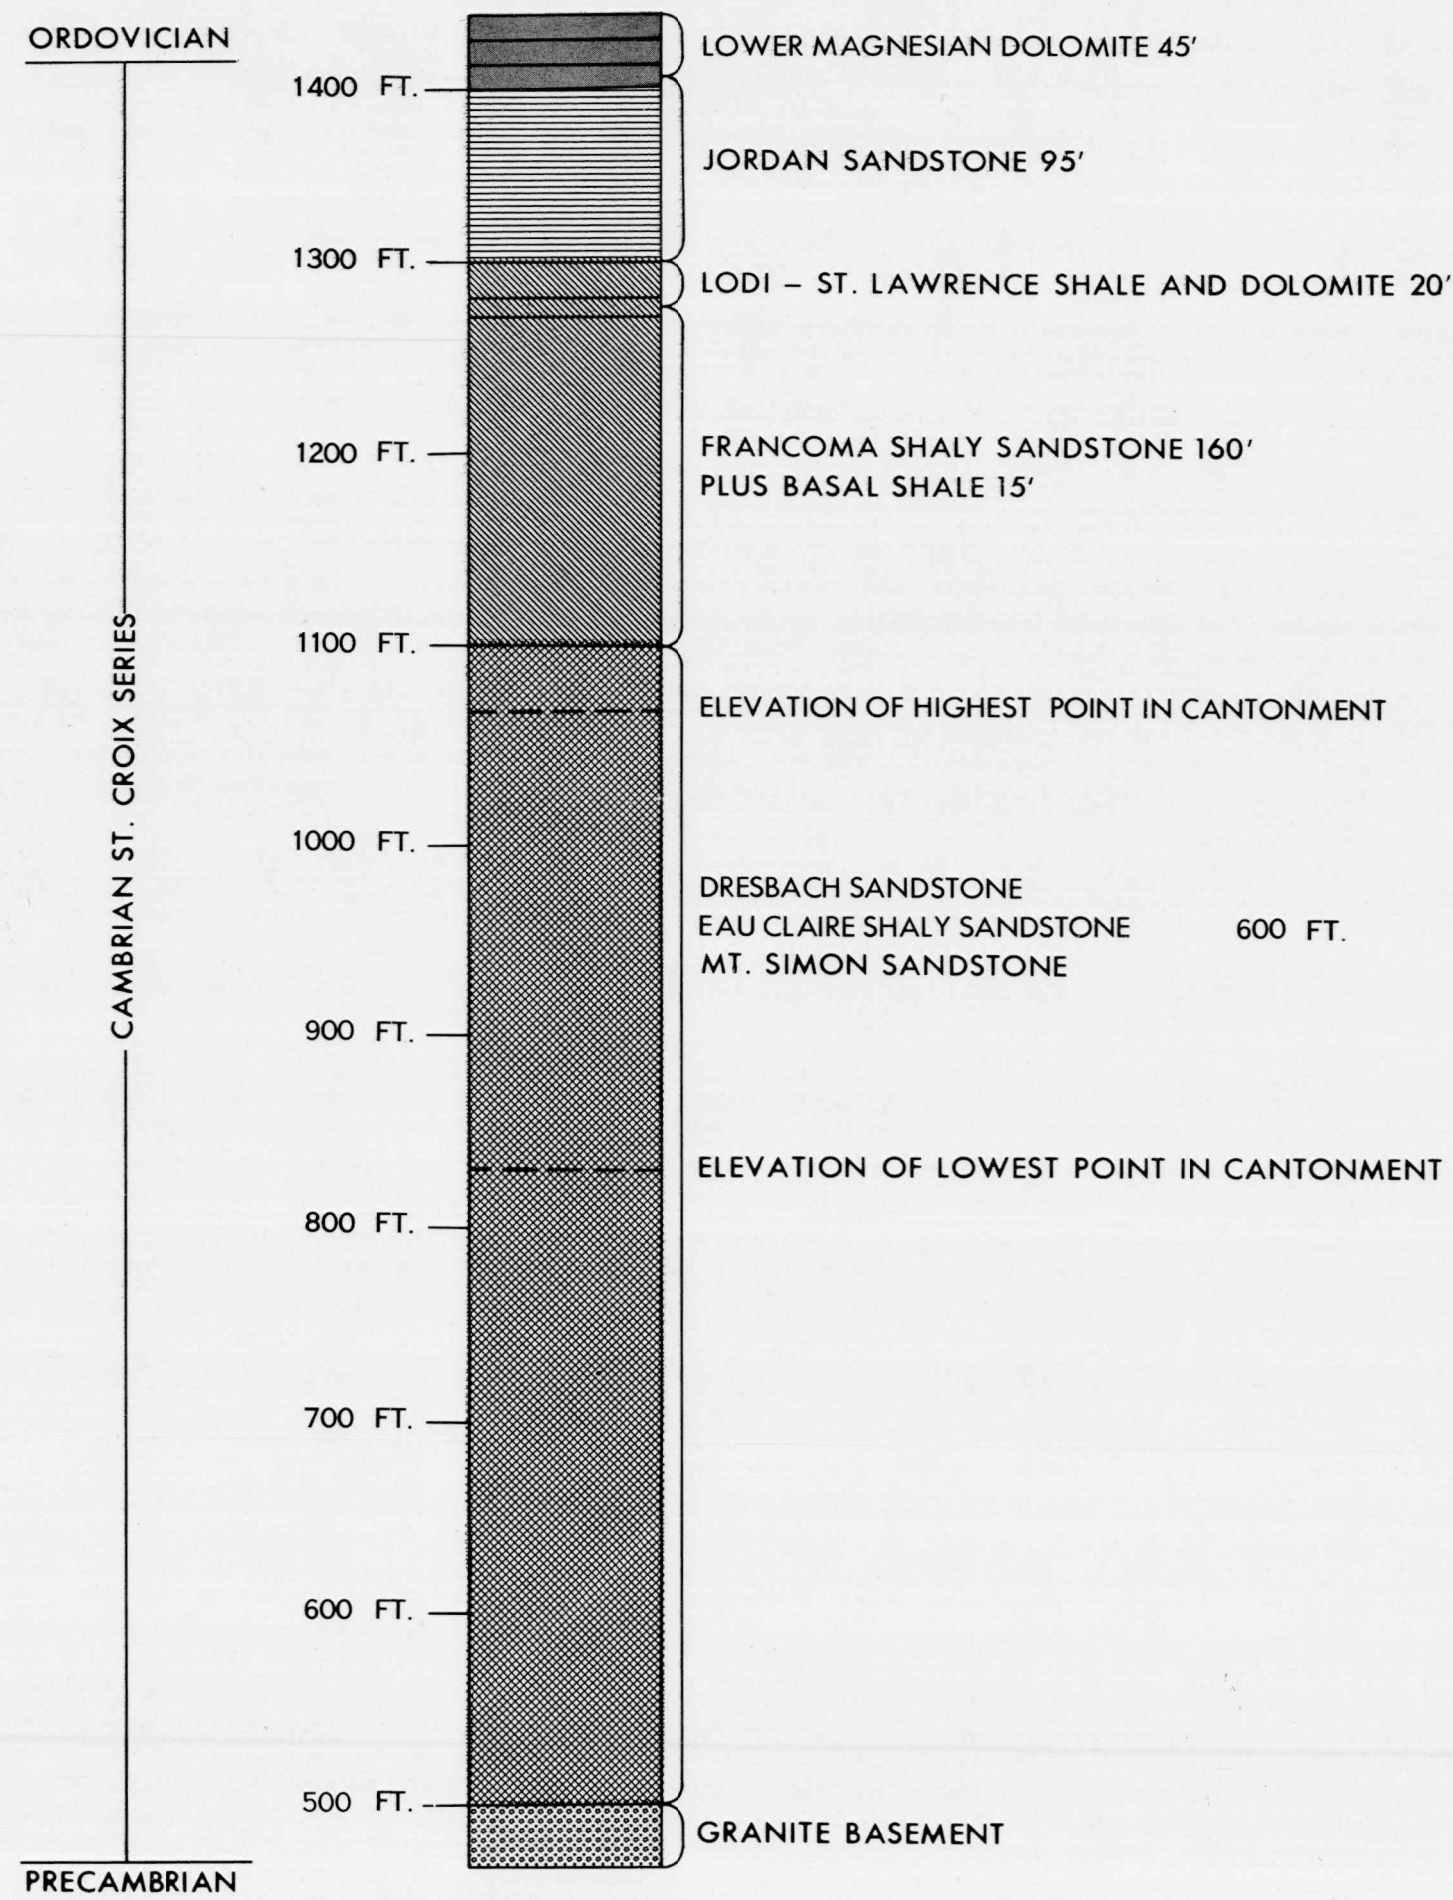 ORDOVICIAN
LOWER MAGNESIAN DOLOMITE 45'
1400 FT.
JORDAN SANDSTONE 95'
1300 FT.
LODI – ST. LAWRENCE SHALE AND DOLOMITE 20'
1200 FT.
FRANCOMA SHALY SANDSTONE 160'
PLUS BASAL SHALE 15'
1100 FT.
CAMBRIAN ST. CROIX SERIES
ELEVATION OF HIGHEST POINT IN CANTONMENT
1000 FT.
DRESBACH SANDSTONE
EAU CLAIRE SHALY SANDSTONE 600 FT.
MT. SIMON SANDSTONE
900 FT.
ELEVATION OF LOWEST POINT IN CANTONMENT
800 FT.
700 FT.
600 FT.
500 FT.
GRANITE BASEMENT
PRECAMBRIAN